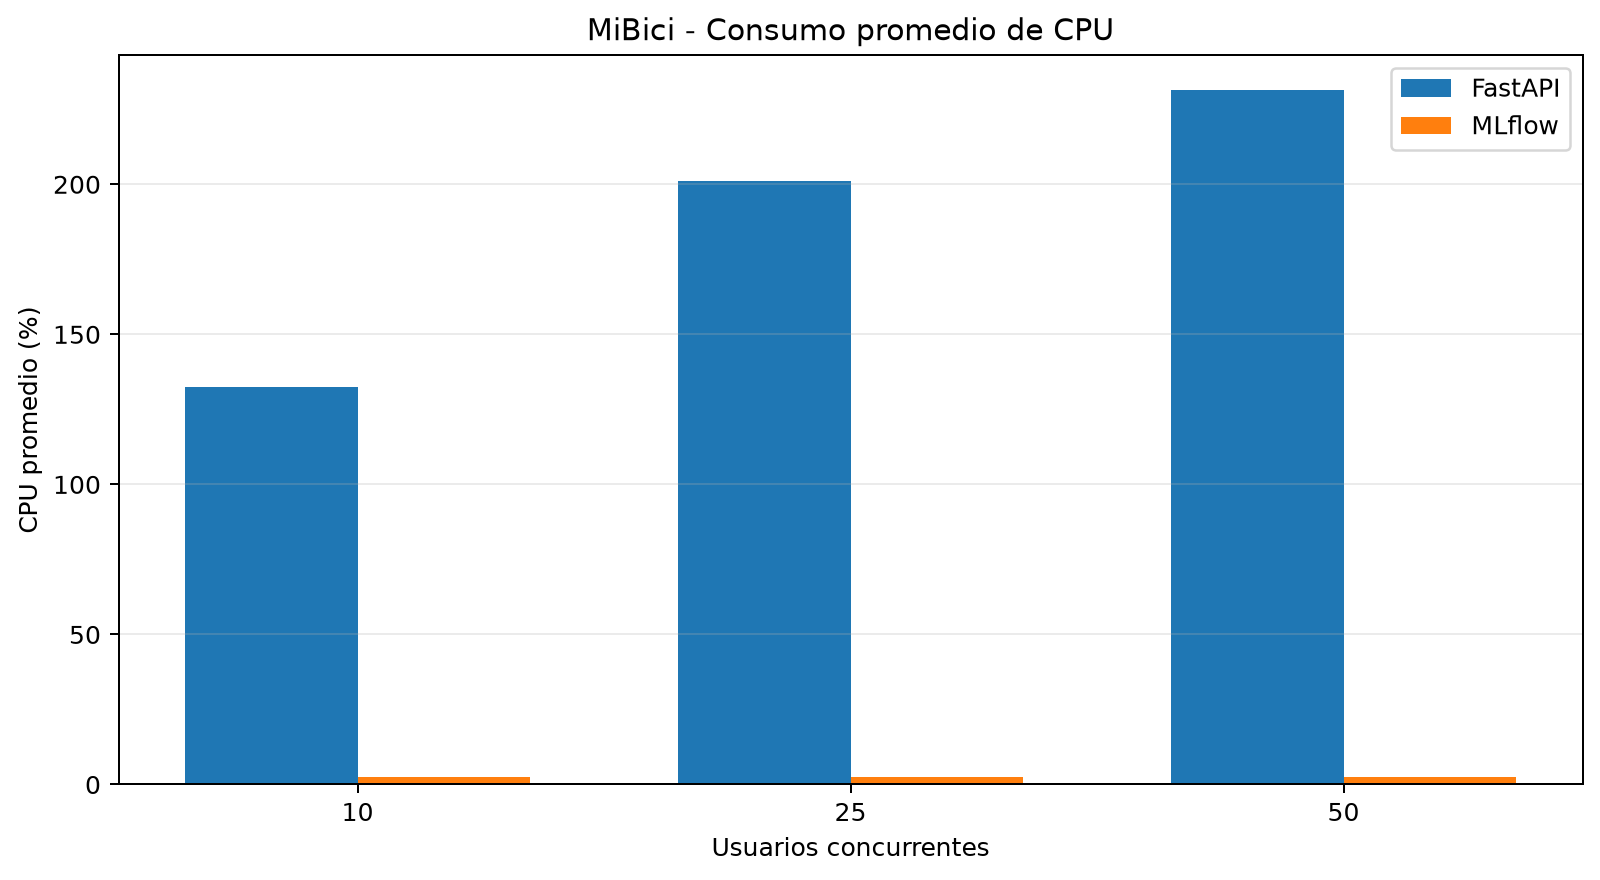 MiBici - Consumo promedio de CPU
FastAPI
MLflow
CPU promedio (%)
200
150
100
50
0
10 25 50
Usuarios concurrentes